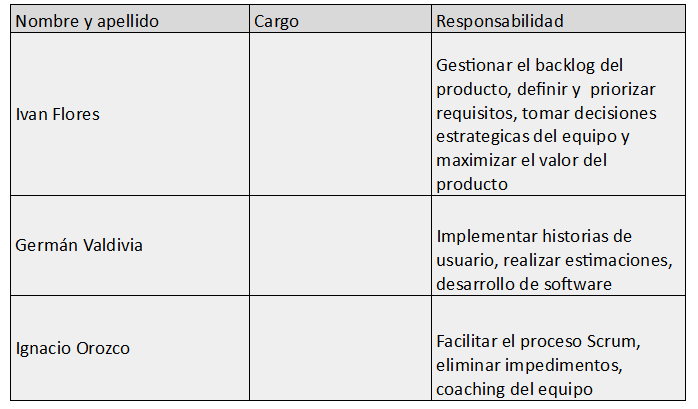 Nombre y apellido Cargo Responsabilidad
Ivan Flores
Gestionar el backlog del
producto, definir y  priorizar
requisitos, tomar decisiones
estrategicas del equipo y
maximizar el valor del
producto
Germán Valdivia
Implementar historias de
usuario, realizar estimaciones,
desarrollo de software
Ignacio Orozco
Facilitar el proceso Scrum,
eliminar impedimentos,
coaching del equipo